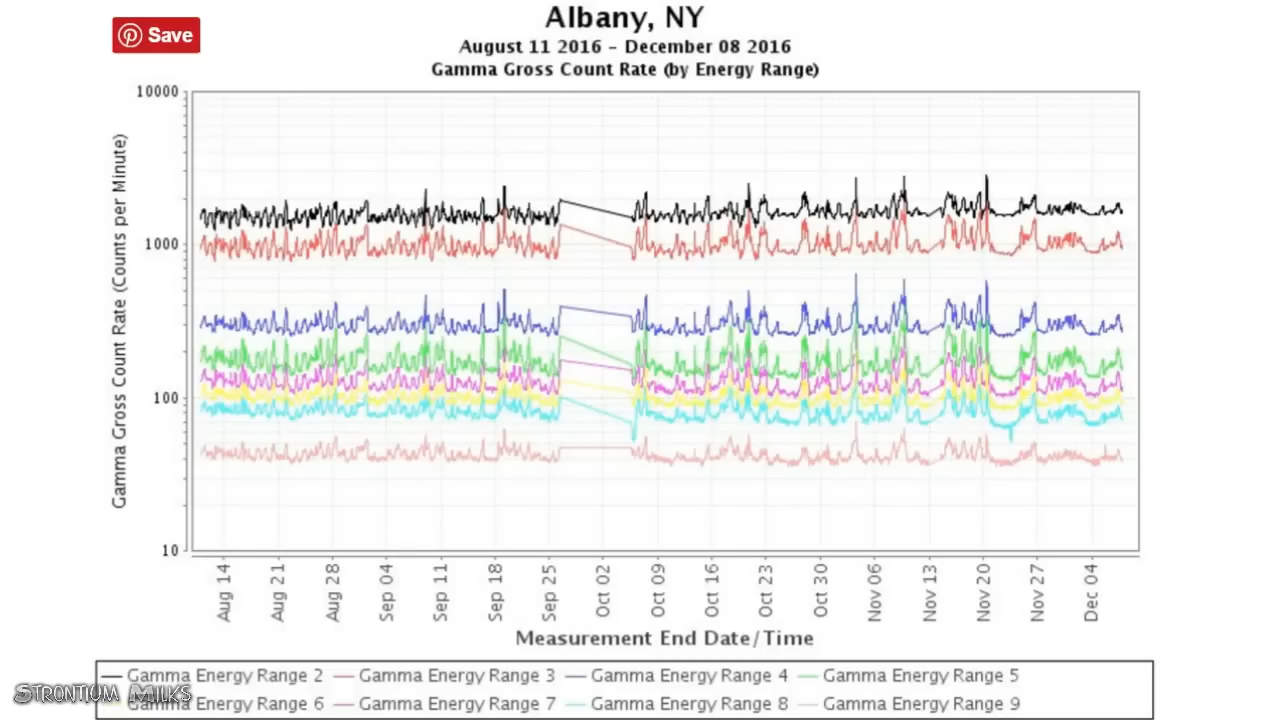 Save
Albany, NY
August 11 2016 - December 08 2016
Gamma Gross Count Rate (by Energy Range)
Gamma Gross Count Rate (Counts per Minute)
10000
1000
100
10
Aug 14
Aug 21
Aug 28
Sep 04
Sep 11
Sep 18
Sep 25
Oct 02
Oct 09
Oct 16
Oct 23
Oct 30
Nov 06
Nov 13
Nov 20
Nov 27
Dec 04
Measurement End Date/Time
Gamma Energy Range 2 Gamma Energy Range 3 Gamma Energy Range 4 Gamma Energy Range 5
Gamma Energy Range 6 Gamma Energy Range 7 Gamma Energy Range 8 Gamma Energy Range 9
Strontium Milks